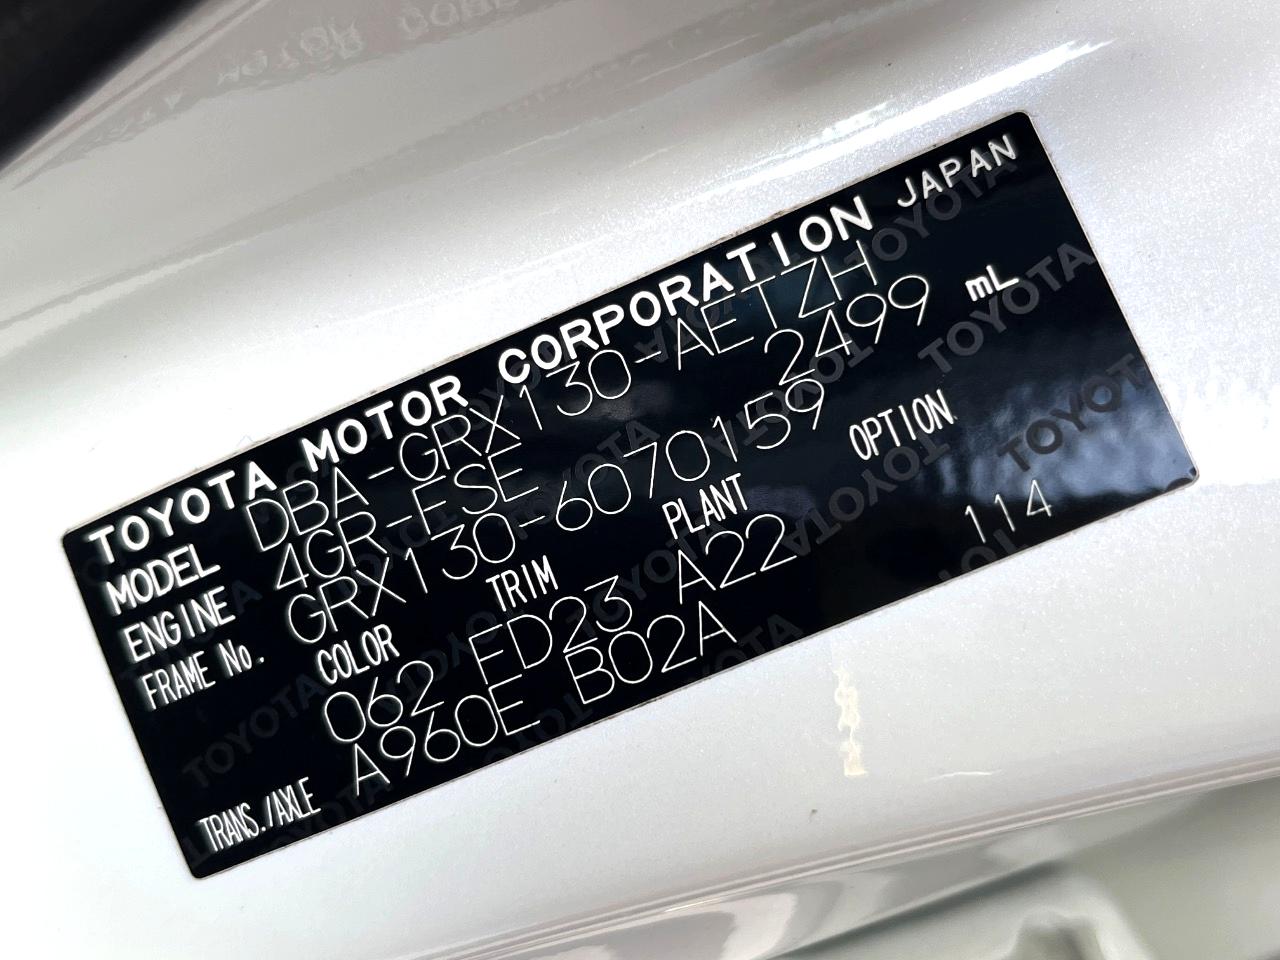 TOYOTA MOTOR CORPORATION JAPAN
MODEL DBA-GRX130-AETZH
ENGINE 4GR-FSE 2499 mL
FRAME No. GRX130-6070159
COLOR TRIM PLANT OPTION
062 FD23 A22 114
TRANS./AXLE A960E B02A